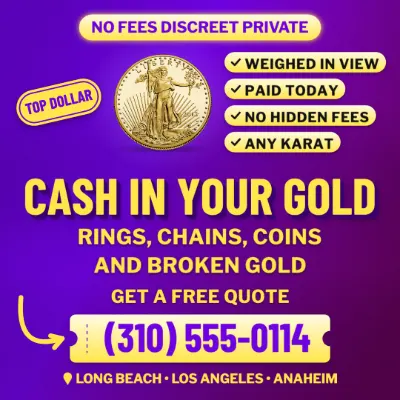 NO FEES DISCREET PRIVATE
TOP DOLLAR
LIBERTY
✓ WEIGHED IN VIEW
✓ PAID TODAY
✓ NO HIDDEN FEES
✓ ANY KARAT
CASH IN YOUR GOLD
RINGS, CHAINS, COINS
AND BROKEN GOLD
GET A FREE QUOTE
(310) 555-0114
LONG BEACH • LOS ANGELES • ANAHEIM